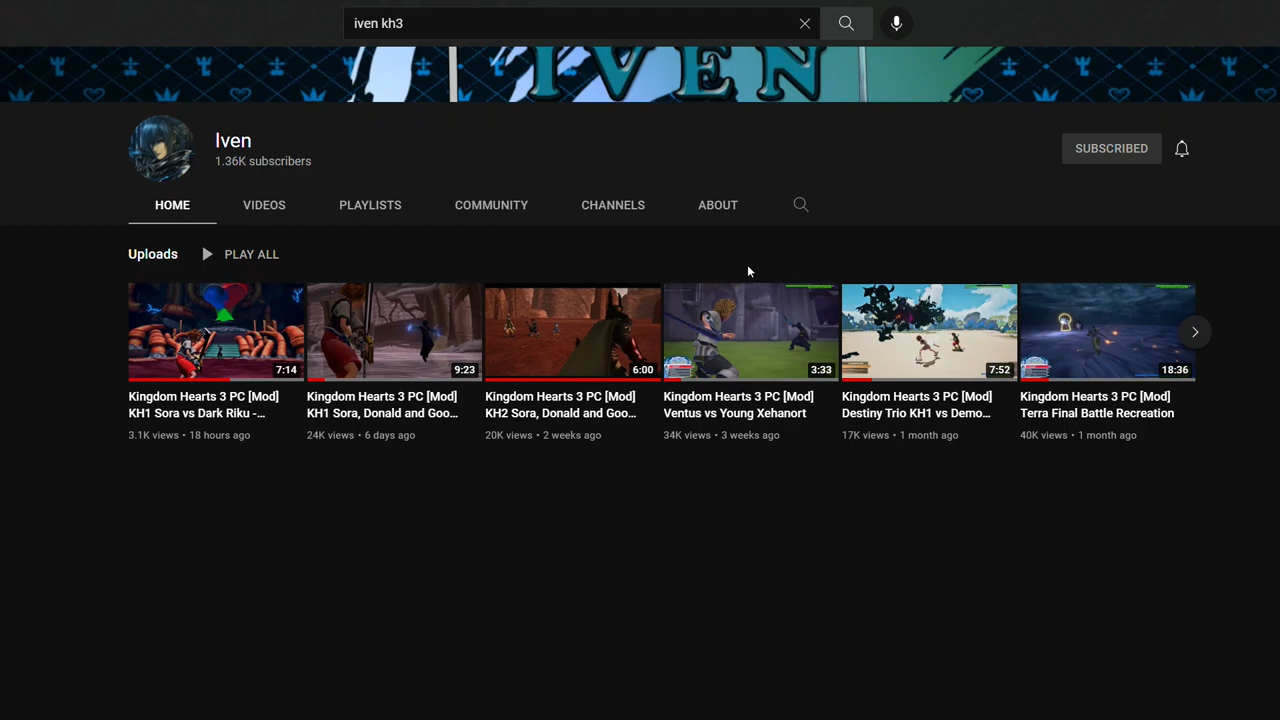 iven kh3
IVEN
Iven
1.36K subscribers
SUBSCRIBED
HOME VIDEOS PLAYLISTS COMMUNITY CHANNELS ABOUT
Uploads PLAY ALL
7:14 9:23 6:00 3:33 7:52 18:36
Kingdom Hearts 3 PC [Mod]
KH1 Sora vs Dark Riku -...
3.1K views • 18 hours ago
Kingdom Hearts 3 PC [Mod]
KH1 Sora, Donald and Goo...
24K views • 6 days ago
Kingdom Hearts 3 PC [Mod]
KH2 Sora, Donald and Goo...
20K views • 2 weeks ago
Kingdom Hearts 3 PC [Mod]
Ventus vs Young Xehanort
34K views • 3 weeks ago
Kingdom Hearts 3 PC [Mod]
Destiny Trio KH1 vs Demo...
17K views • 1 month ago
Kingdom Hearts 3 PC [Mod]
Terra Final Battle Recreation
40K views • 1 month ago